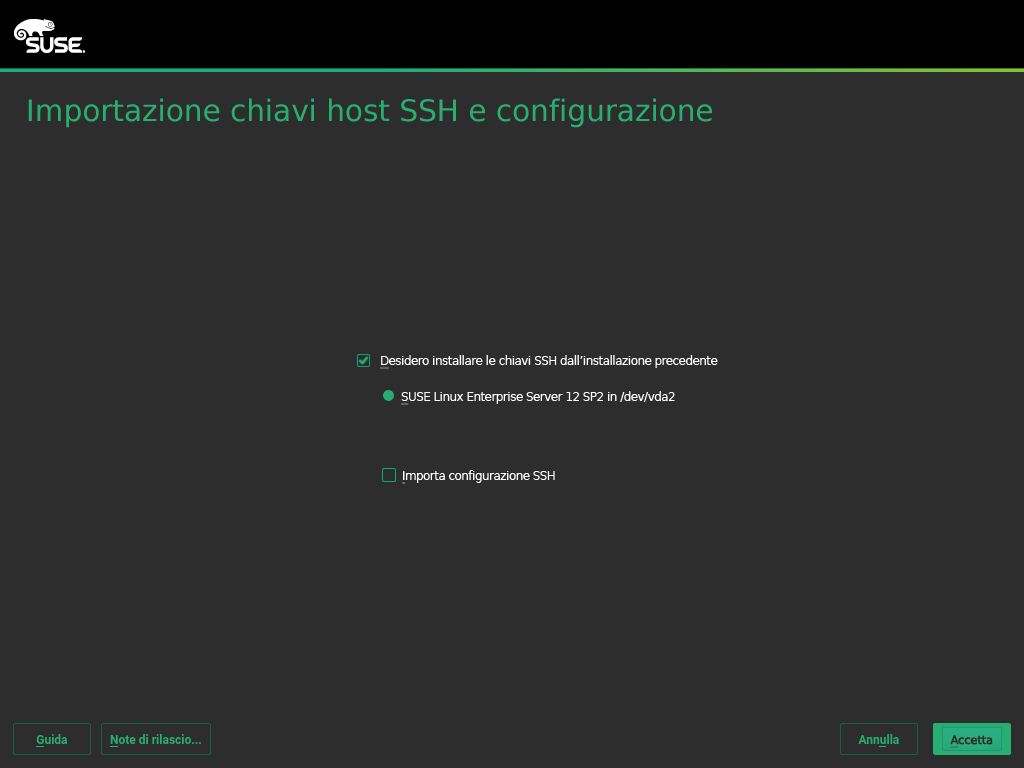 SUSE.
Importazione chiavi host SSH e configurazione
Desidero installare le chiavi SSH dall’installazione precedente
SUSE Linux Enterprise Server 12 SP2 in /dev/vda2
Importa configurazione SSH
Guida
Note di rilascio...
Annulla
Accetta